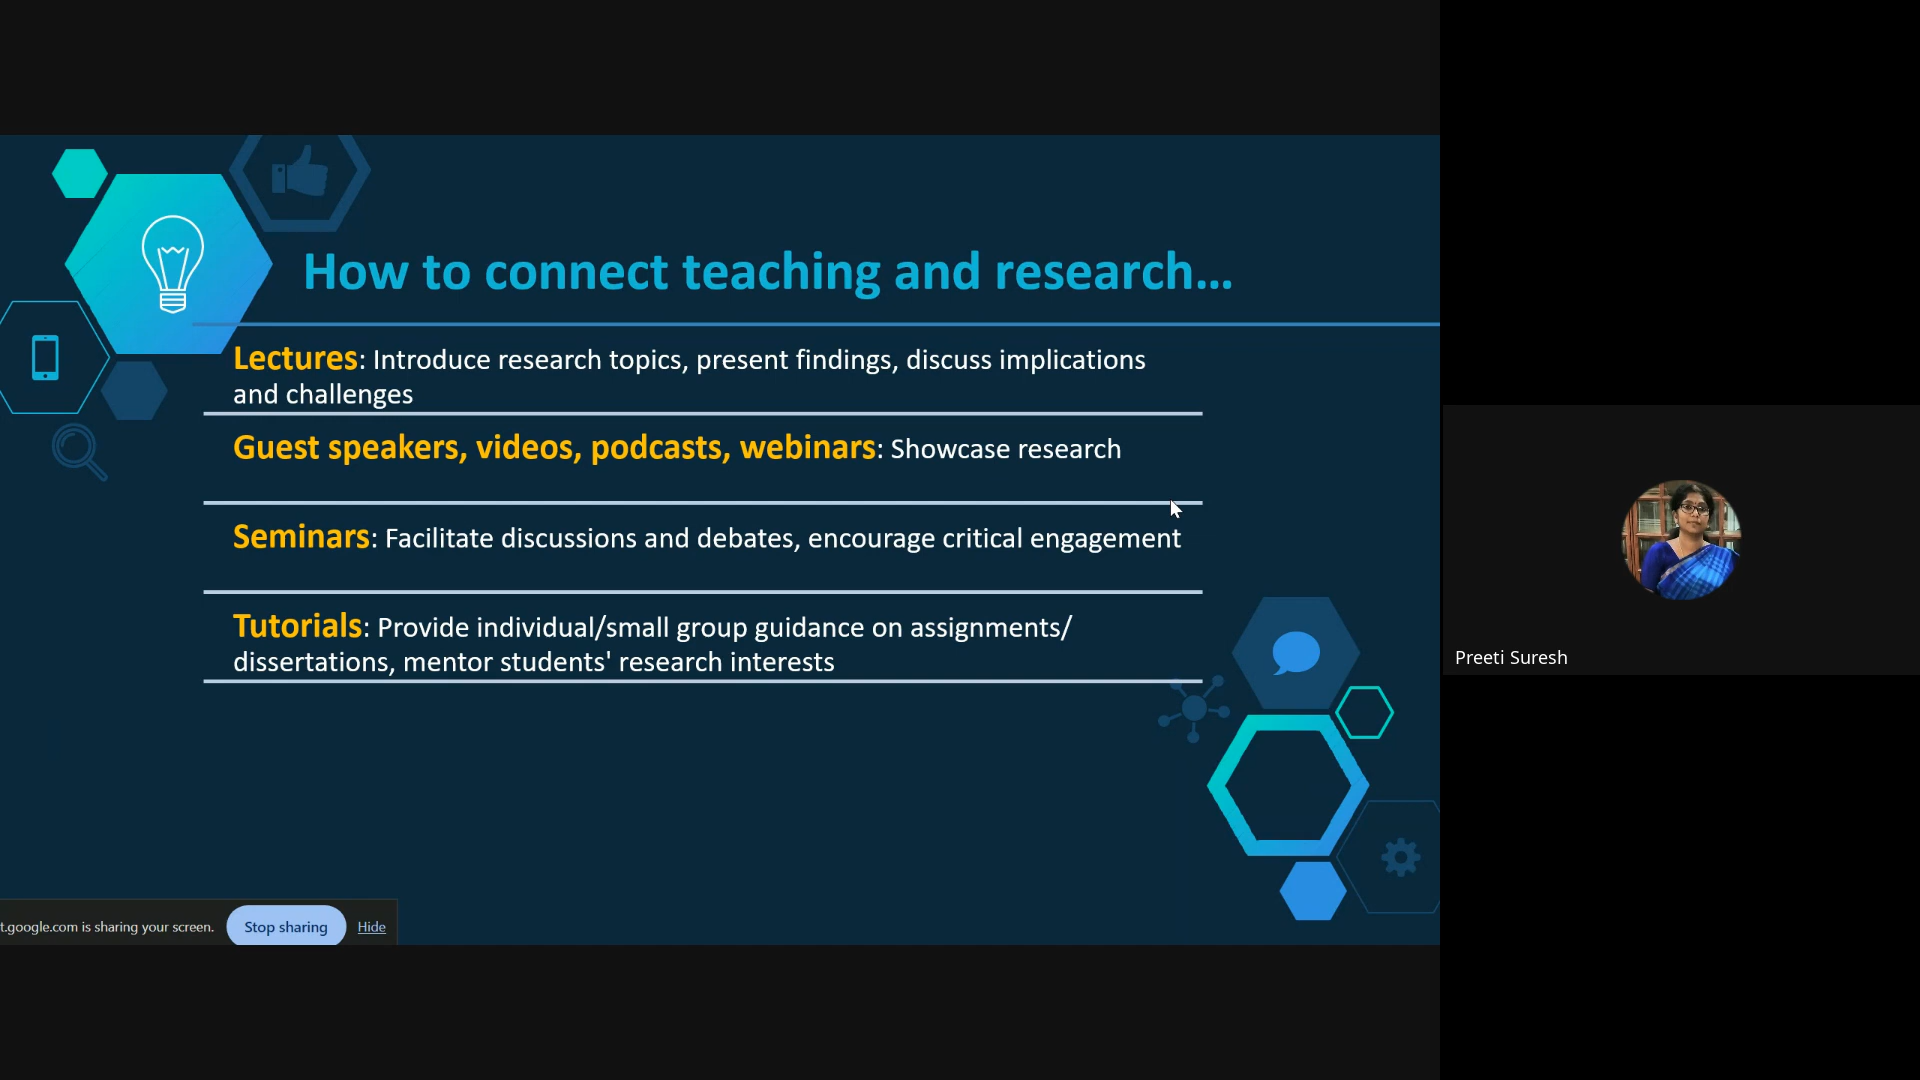 How to connect teaching and research...
Lectures: Introduce research topics, present findings, discuss implications
and challenges
Guest speakers, videos, podcasts, webinars: Showcase research
Seminars: Facilitate discussions and debates, encourage critical engagement
Tutorials: Provide individual/small group guidance on assignments/
dissertations, mentor students' research interests
Preeti Suresh
t.google.com is sharing your screen. Stop sharing Hide